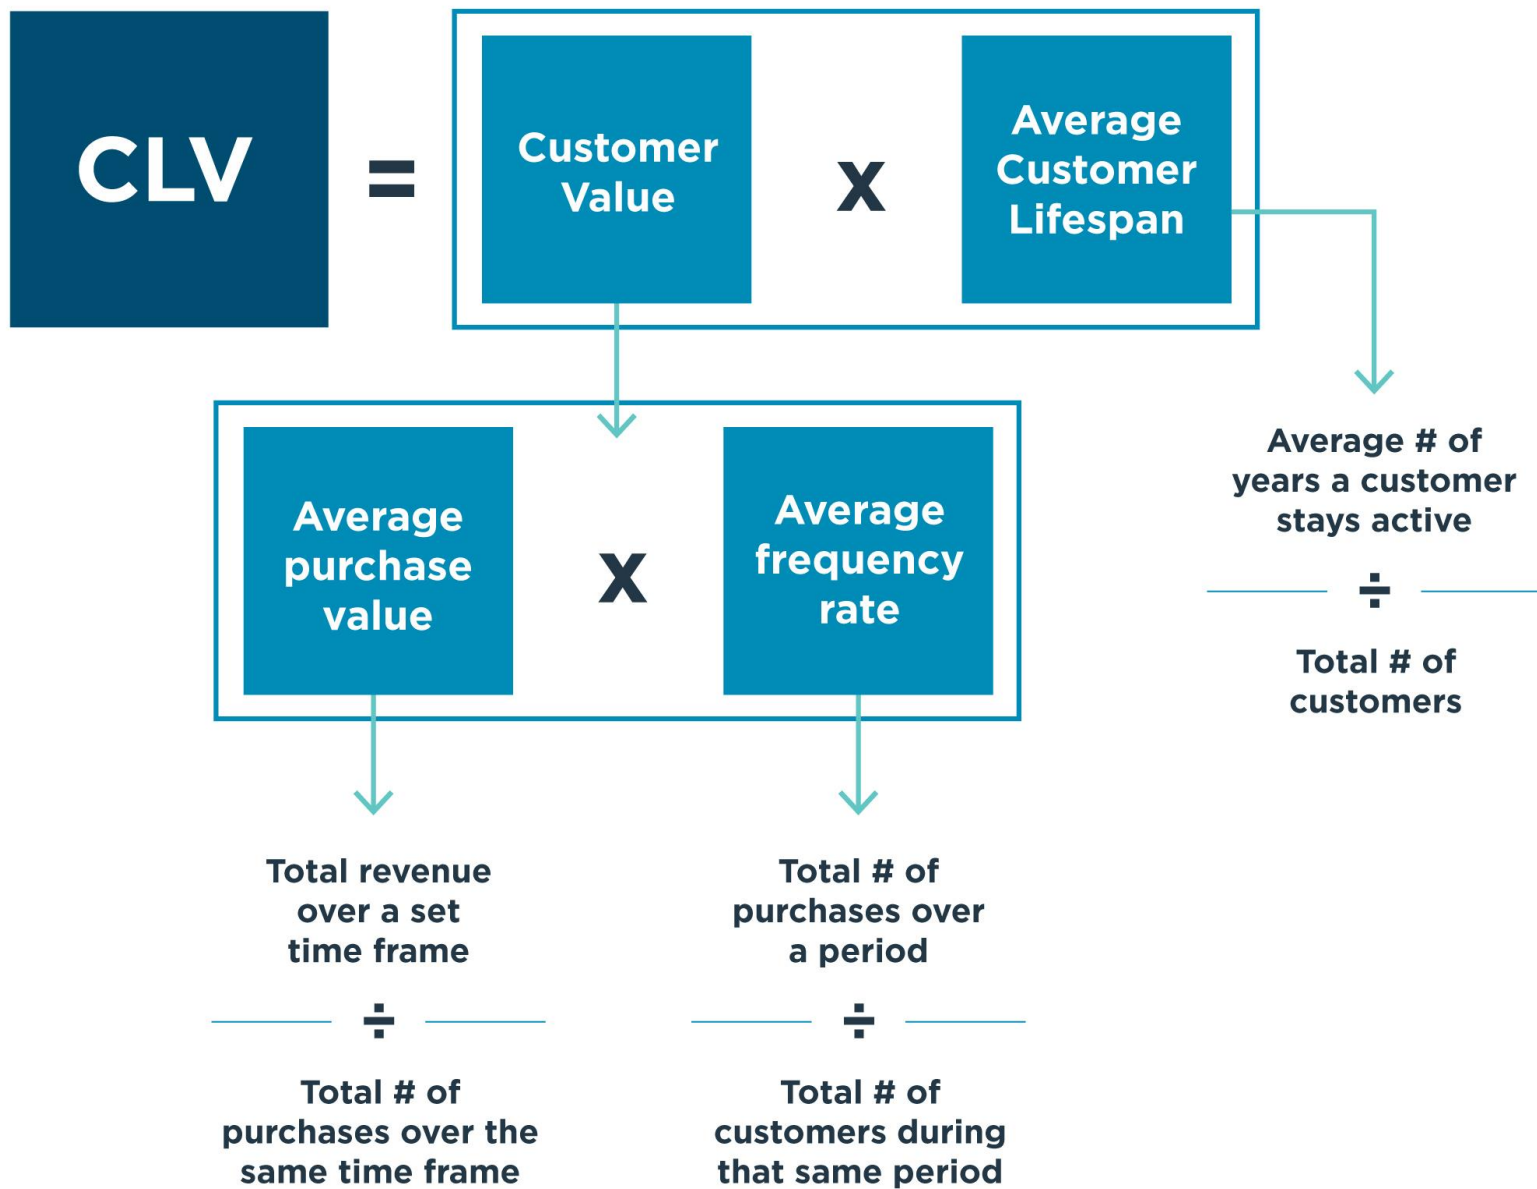 CLV
=
Customer
Value
x
Average
Customer
Lifespan
Average
purchase
value
x
Average
frequency
rate
Average # of
years a customer
stays active
÷
Total # of
customers
Total revenue
over a set
time frame
÷
Total # of
purchases over the
same time frame
Total # of
purchases over
a period
÷
Total # of
customers during
that same period